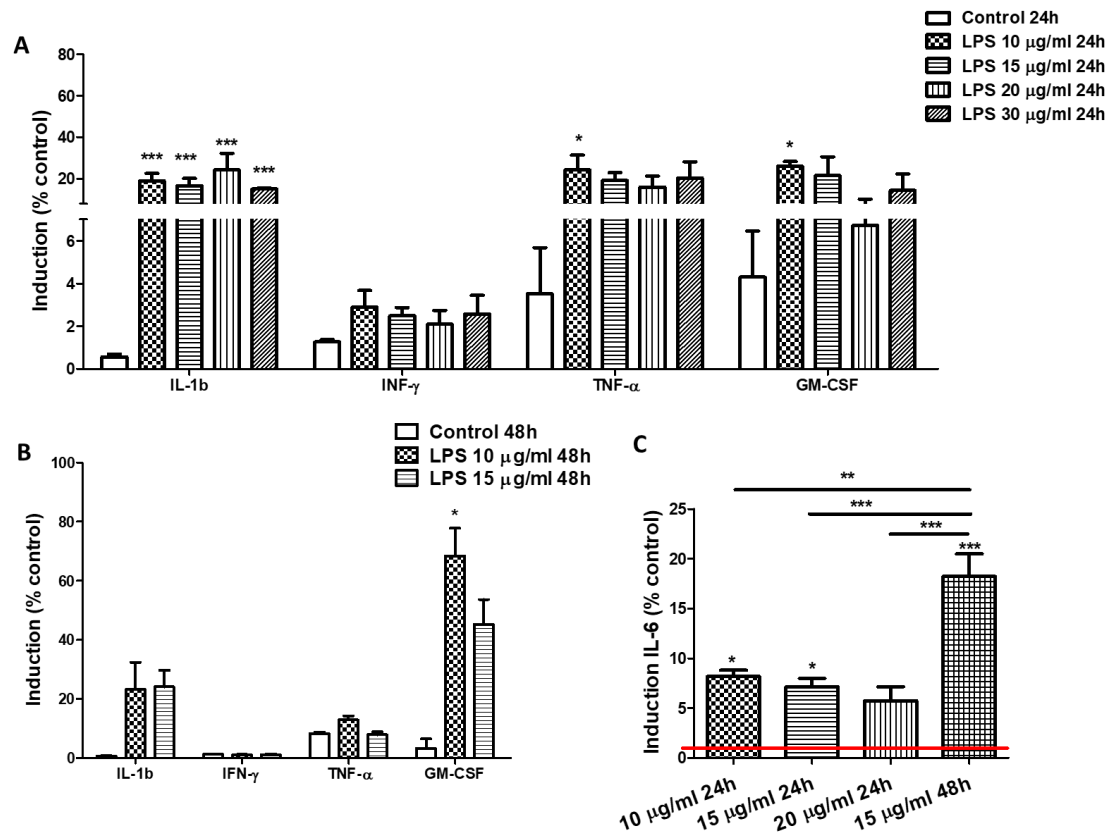 A
Control 24h
LPS 10 μg/ml 24h
LPS 15 μg/ml 24h
LPS 20 μg/ml 24h
LPS 30 μg/ml 24h
Induction (% control)
80
60
40
20
6
4
2
0
*** *** *** ***
* *
IL-1b INF-γ TNF-α GM-CSF
B
Control 48h
LPS 10 μg/ml 48h
LPS 15 μg/ml 48h
Induction (% control)
100
80
60
40
20
0
*
IL-1b IFN-γ TNF-α GM-CSF
C
Induction IL-6 (% control)
25
20
15
10
5
0
**
***
***
***
* *
10 μg/ml 24h
15 μg/ml 24h
20 μg/ml 24h
15 μg/ml 48h